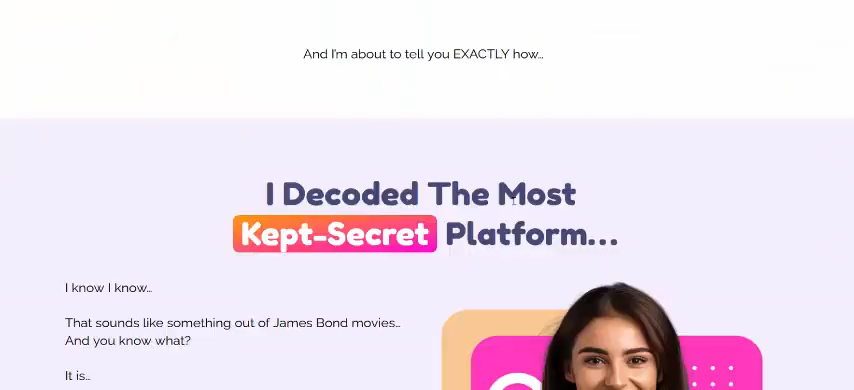 And I'm about to tell you EXACTLY how...
I Decoded The Most
Kept-Secret Platform...
I know I know...
That sounds like something out of James Bond movies...
And you know what?
It is...